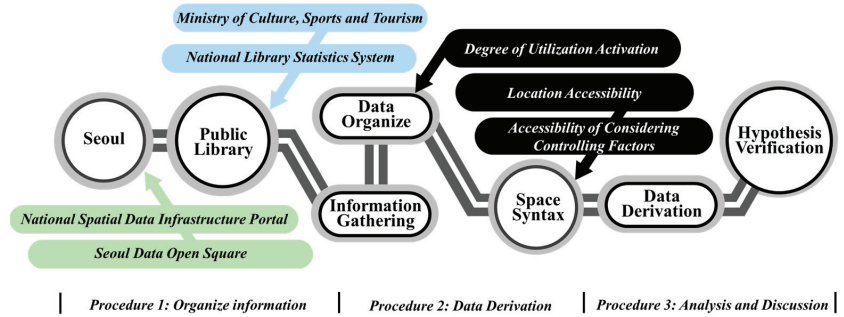 Ministry of Culture, Sports and Tourism
National Library Statistics System
Degree of Utilization Activation
Location Accessibility
Accessibility of Considering
Controlling Factors
Seoul
Public
Library
Data
Organize
Information
Gathering
Space
Syntax
Data
Derivation
Hypothesis
Verification
National Spatial Data Infrastructure Portal
Seoul Data Open Square
Procedure 1: Organize information
Procedure 2: Data Derivation
Procedure 3: Analysis and Discussion